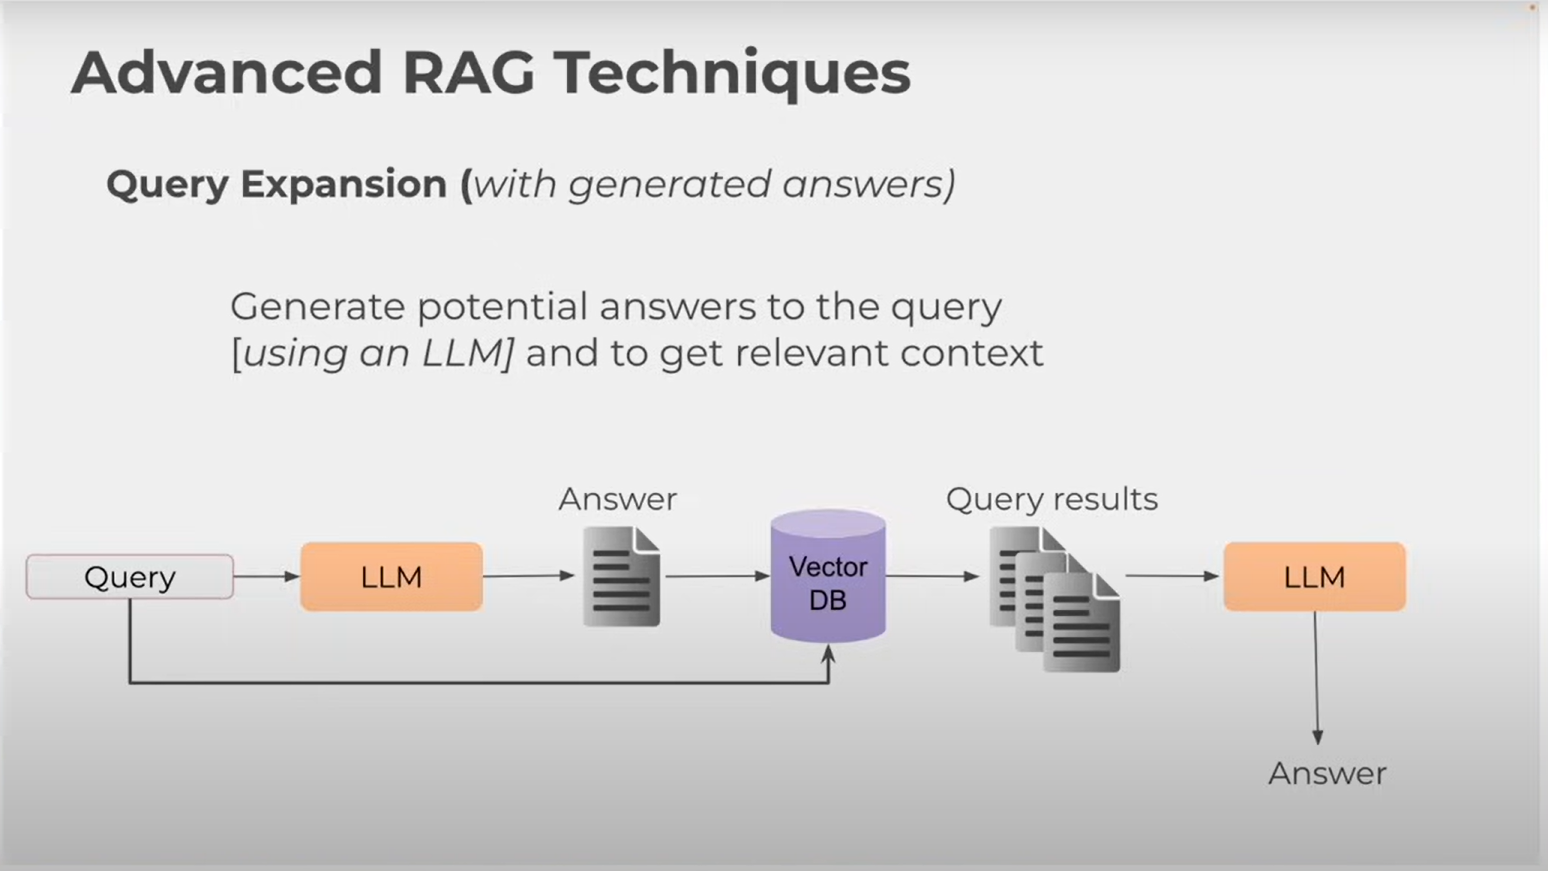 Advanced RAG Techniques
Query Expansion (with generated answers)
Generate potential answers to the query
[using an LLM] and to get relevant context
Answer
Query results
Query
LLM
Vector
DB
LLM
Answer